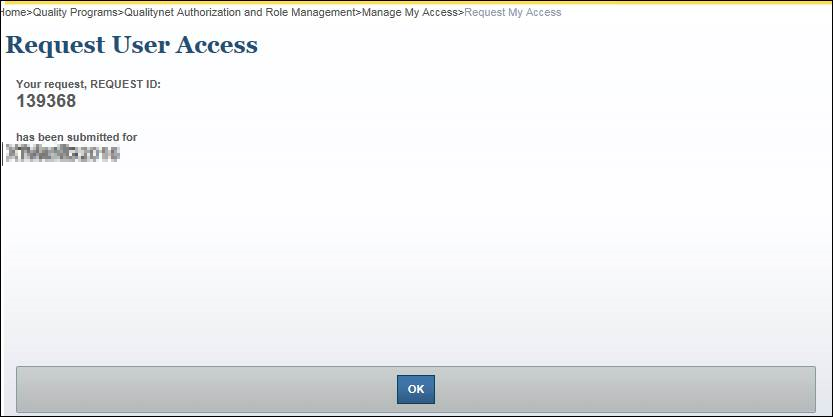 Home>Quality Programs>Qualitynet Authorization and Role Management>Manage My Access>Request My Access
Request User Access
Your request, REQUEST ID:
139368
has been submitted for
OK